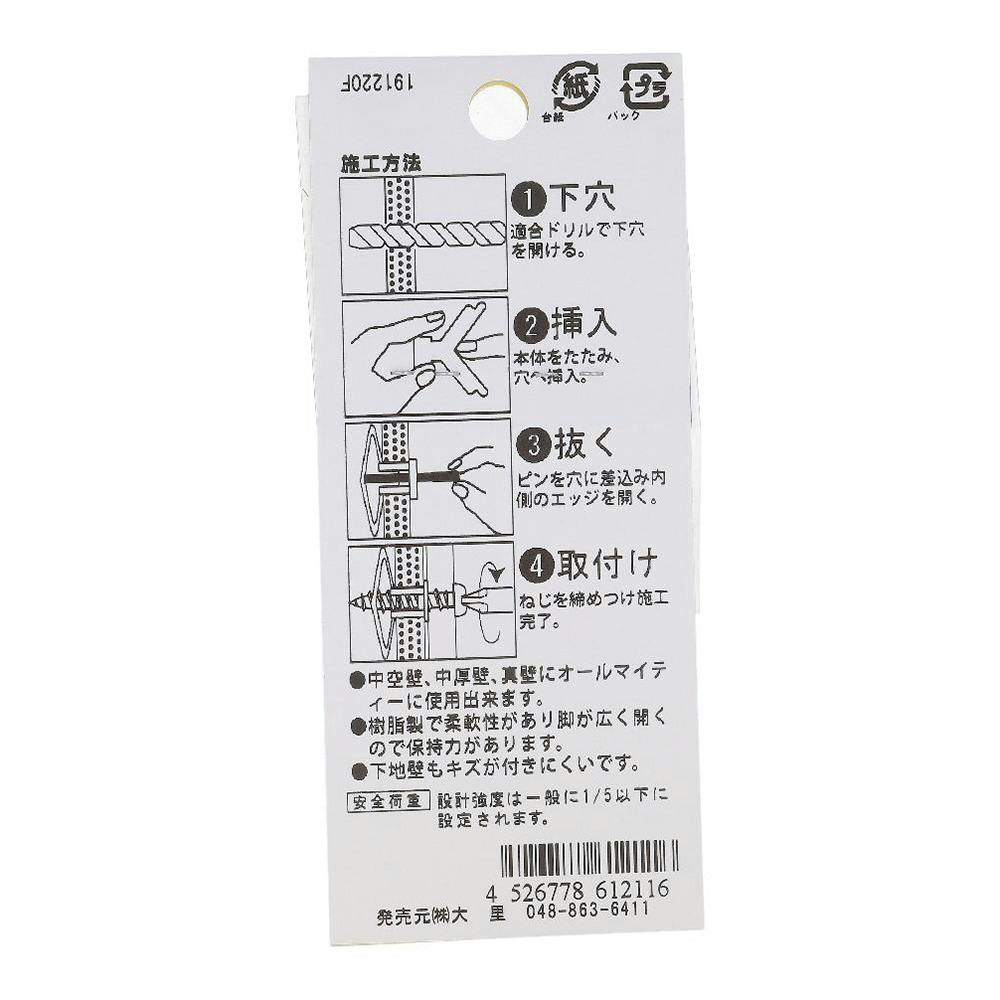 191220F
紙
台紙
プラ
パック
施工方法
1 下穴
適合ドリルで下穴
を開ける。
2 挿入
本体をたたみ、
穴へ挿入。
3 抜く
ピンを穴に差込み内
側のエッジを開く。
4 取付け
ねじを締めつけ施工
完了。
●中空壁、中厚壁、真壁にオールマイテ
ィーに使用出来ます。
●樹脂製で柔軟性があり脚が広く開く
ので保持力があります。
●下地壁もキズが付きにくいです。
安全荷重 設計強度は一般に1/5以下に
設定されます。
4 526778 612116
発売元㈱大 里 048-863-6411